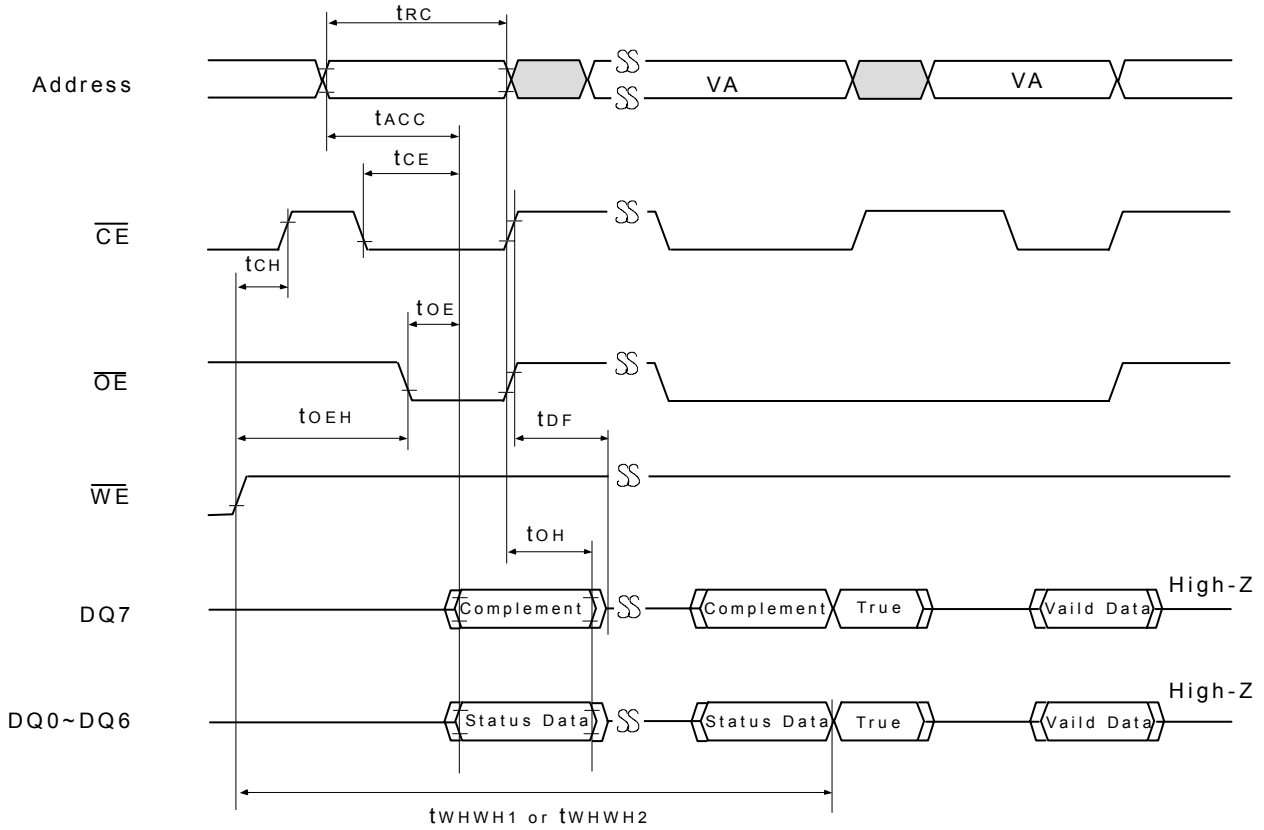 tRC
Address
VA
VA
tACC
tCE
CE
tCH
tOE
OE
tOEH
tDF
WE
tOH
DQ7
Complement
Complement
True
Vaild Data
High-Z
DQ0~DQ6
Status Data
Status Data
True
Vaild Data
High-Z
tWHWH1 or tWHWH2